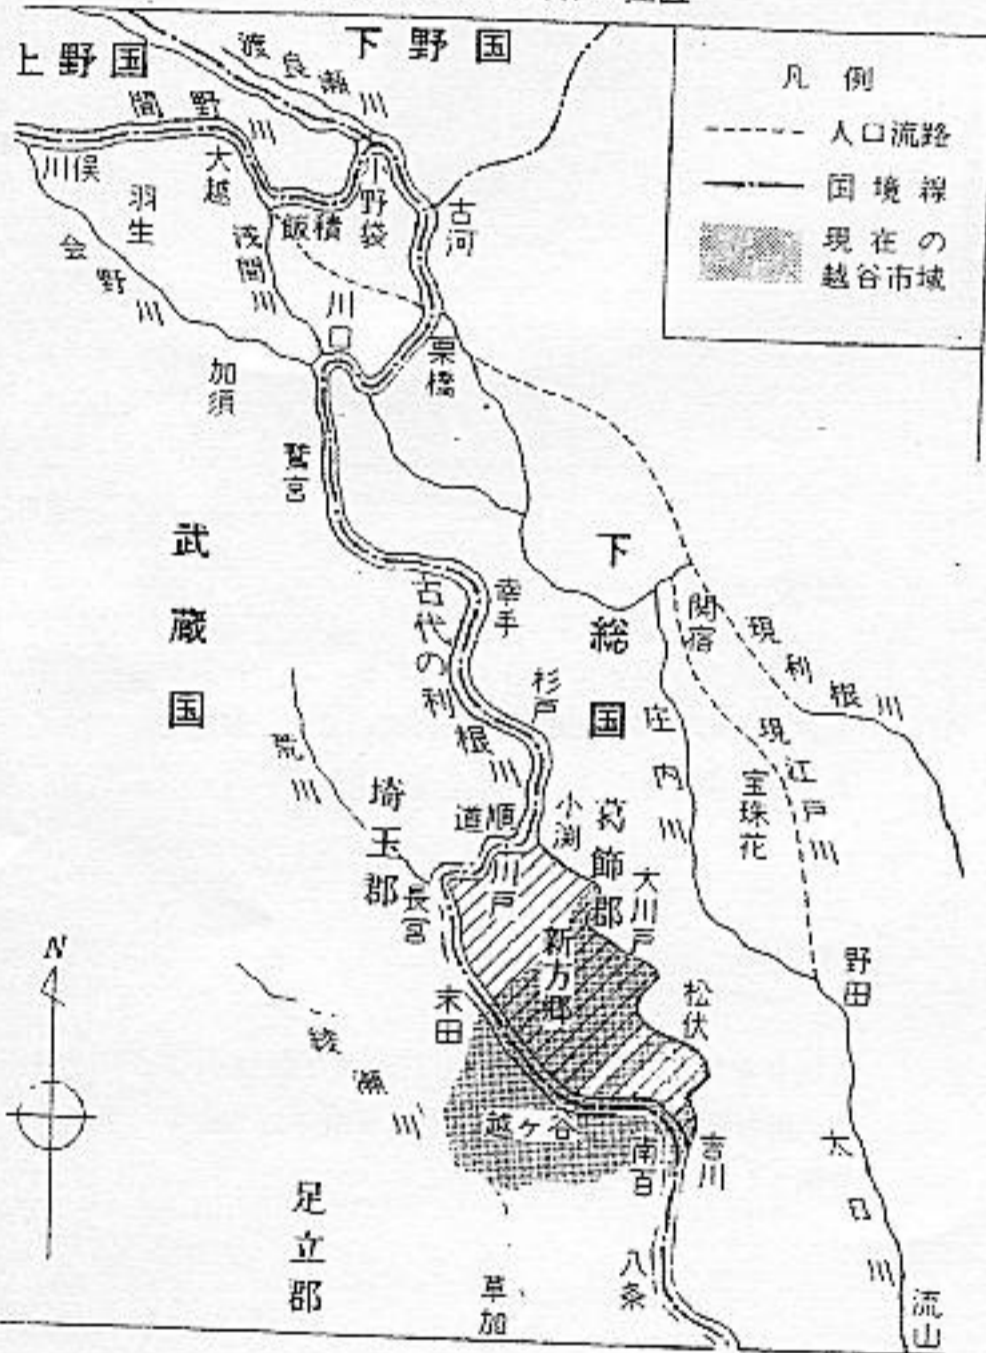 上野国
下野国
渡良瀬川
間野川
凡例
人口流路
国境線
現在の
越谷市域
川俣
羽生
大越
会野川
浅間川
飯積
小野袋
古河
川口
栗橋
加須
鷲宮
武蔵国
古代の利根川
幸手
杉戸
下総国
関宿
現利根川
庄内川
現江戸川
宝珠花
荒川
埼玉郡
道順川戸
小渕
葛飾郡
大川戸
長宮
新方郷
野田
末田
松伏
N
綾瀬川
越ヶ谷
南百
吉川
太日川
足立郡
草加
八条
流山